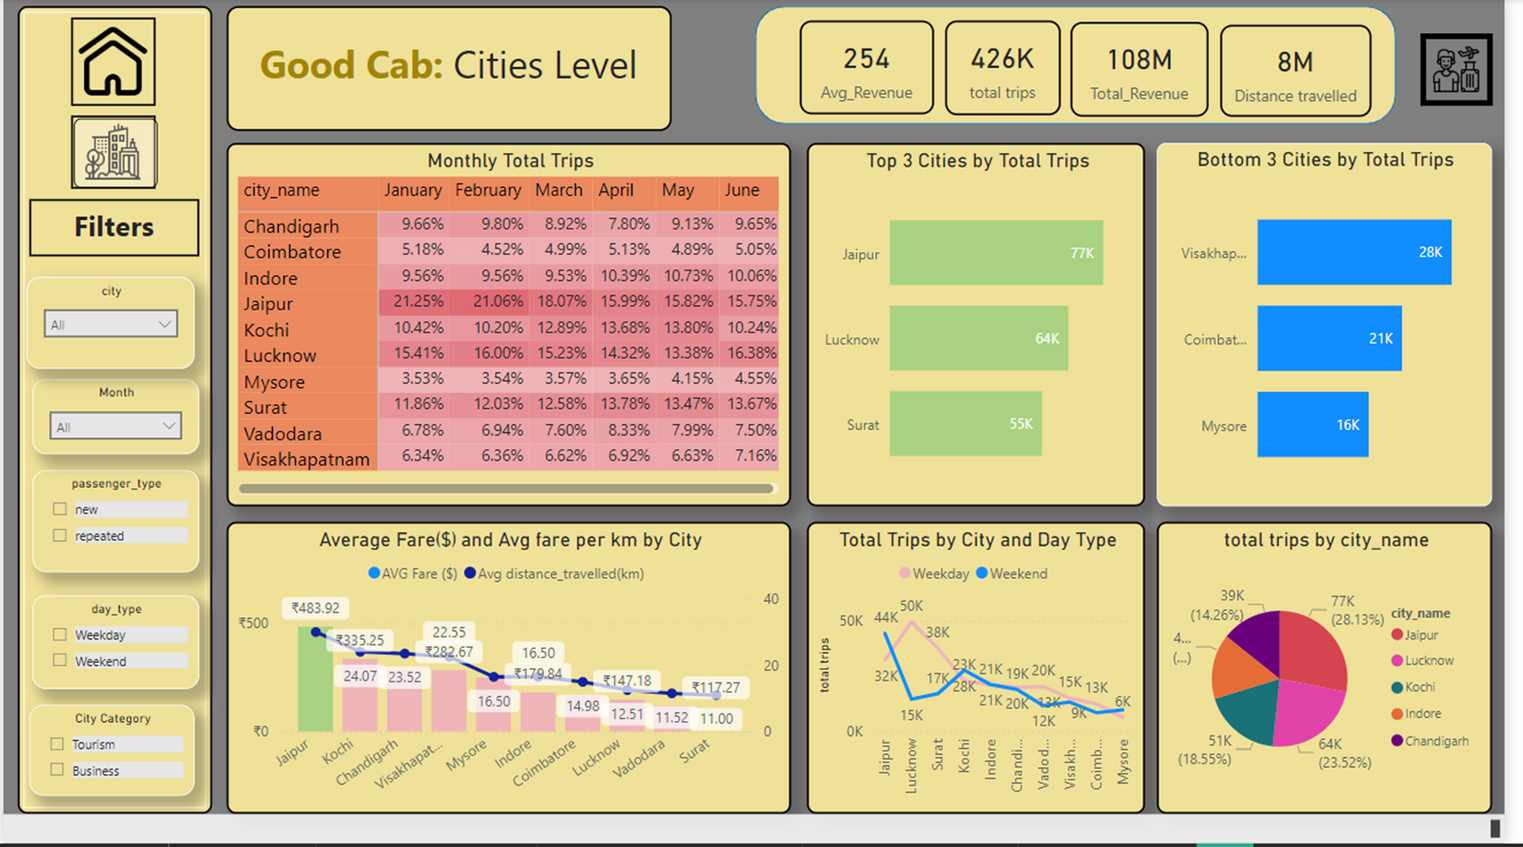 Good Cab: Cities Level
254
Avg_Revenue
426K
total trips
108M
Total_Revenue
8M
Distance travelled
Filters
city
All
Month
All
passenger_type
new
repeated
day_type
Weekday
Weekend
City Category
Tourism
Business
Monthly Total Trips
city_name January February March April May June
Chandigarh 9.66% 9.80% 8.92% 7.80% 9.13% 9.65%
Coimbatore 5.18% 4.52% 4.99% 5.13% 4.89% 5.05%
Indore 9.56% 9.56% 9.53% 10.39% 10.73% 10.06%
Jaipur 21.25% 21.06% 18.07% 15.99% 15.82% 15.75%
Kochi 10.42% 10.20% 12.89% 13.68% 13.80% 10.24%
Lucknow 15.41% 16.00% 15.23% 14.32% 13.38% 16.38%
Mysore 3.53% 3.54% 3.57% 3.65% 4.15% 4.55%
Surat 11.86% 12.03% 12.58% 13.78% 13.47% 13.67%
Vadodara 6.78% 6.94% 7.60% 8.33% 7.99% 7.50%
Visakhapatnam 6.34% 6.36% 6.62% 6.92% 6.63% 7.16%
Top 3 Cities by Total Trips
Jaipur 77K
Lucknow 64K
Surat 55K
Bottom 3 Cities by Total Trips
Visakhap... 28K
Coimbat... 21K
Mysore 16K
Average Fare($) and Avg fare per km by City
AVG Fare ($) Avg distance_travelled(km)
₹500
₹0
40
20
0
₹483.92
₹335.25
22.55
₹282.67
16.50
₹179.84
₹147.18
₹117.27
24.07
23.52
16.50
14.98
12.51
11.52
11.00
Jaipur
Kochi
Chandigarh
Visakhapat...
Mysore
Indore
Coimbatore
Lucknow
Vadodara
Surat
Total Trips by City and Day Type
Weekday Weekend
total trips
50K
0K
44K
50K
38K
32K
15K
17K
23K
28K
21K
21K
19K
20K
20K
13K
12K
15K
9K
13K
6K
Jaipur
Lucknow
Surat
Kochi
Indore
Chandi...
Vadod...
Visakh...
Coimb...
Mysore
total trips by city_name
39K
(14.26%)
77K
(28.13%)
4...
(...)
51K
(18.55%)
64K
(23.52%)
city_name
Jaipur
Lucknow
Kochi
Indore
Chandigarh